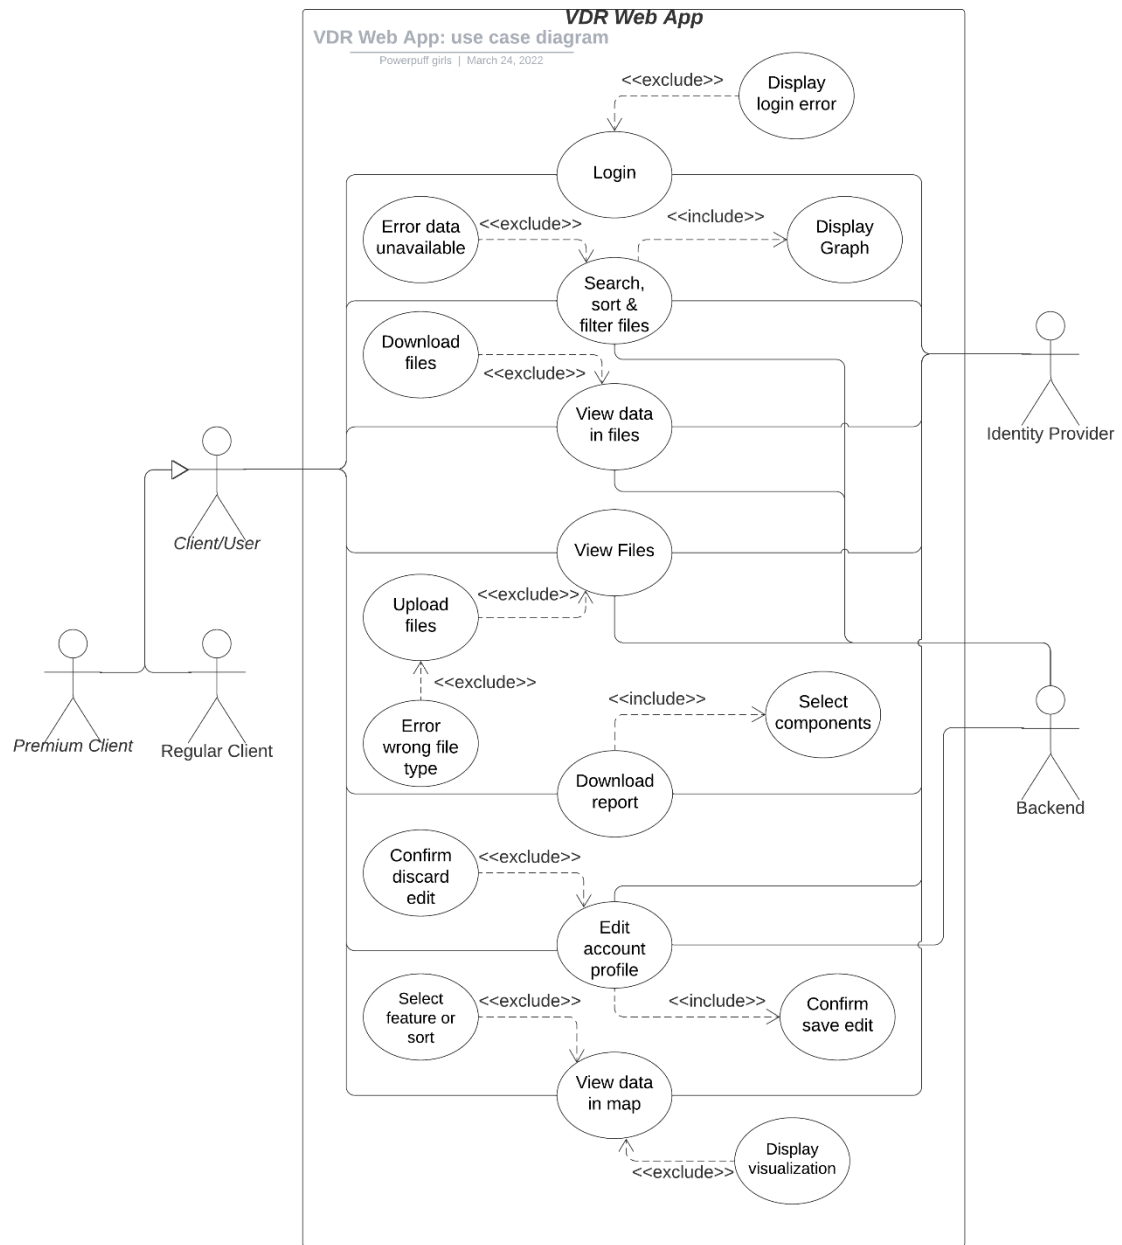 VDR Web App
VDR Web App: use case diagram
Powerpuff girls | March 24, 2022
<<exclude>>
Display
login error
Login
Error data
unavailable
<<exclude>>
<<include>>
Display
Graph
Search,
sort &
filter files
Download
files
<<exclude>>
View data
in files
Identity Provider
Client/User
View Files
Upload
files
<<exclude>>
<<exclude>>
Error
wrong file
type
<<include>>
Select
components
Premium Client
Regular Client
Download
report
Backend
Confirm
discard
edit
<<exclude>>
Edit
account
profile
Select
feature or
sort
<<exclude>>
<<include>>
Confirm
save edit
View data
in map
Display
visualization
<<exclude>>